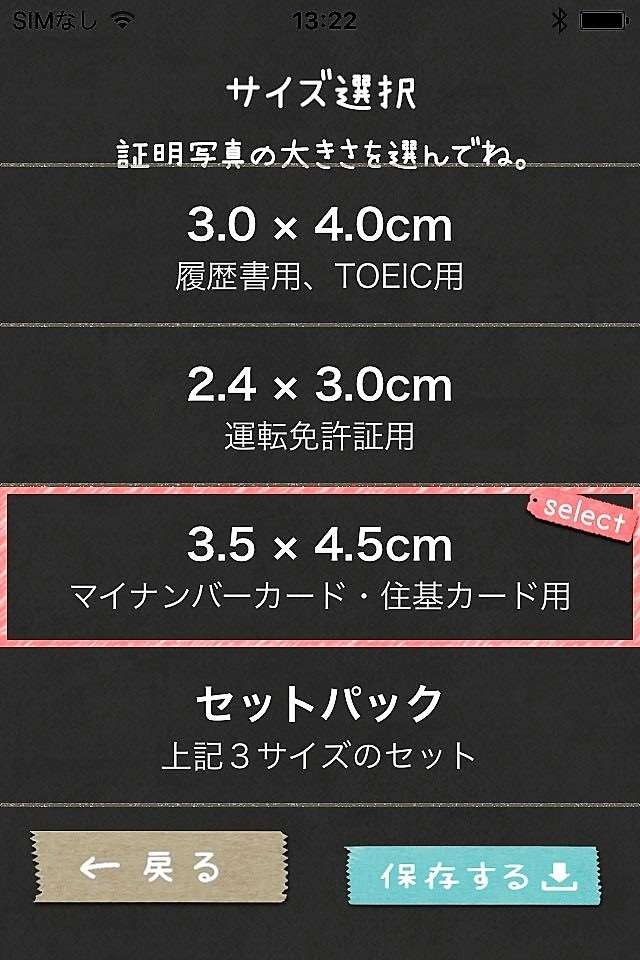 SIMなし 13:22
サイズ選択
証明写真の大きさを選んでね。
3.0 × 4.0cm
履歴書用、TOEIC用
2.4 × 3.0cm
運転免許証用
select
3.5 × 4.5cm
マイナンバーカード・住基カード用
セットパック
上記3サイズのセット
← 戻る 保存する